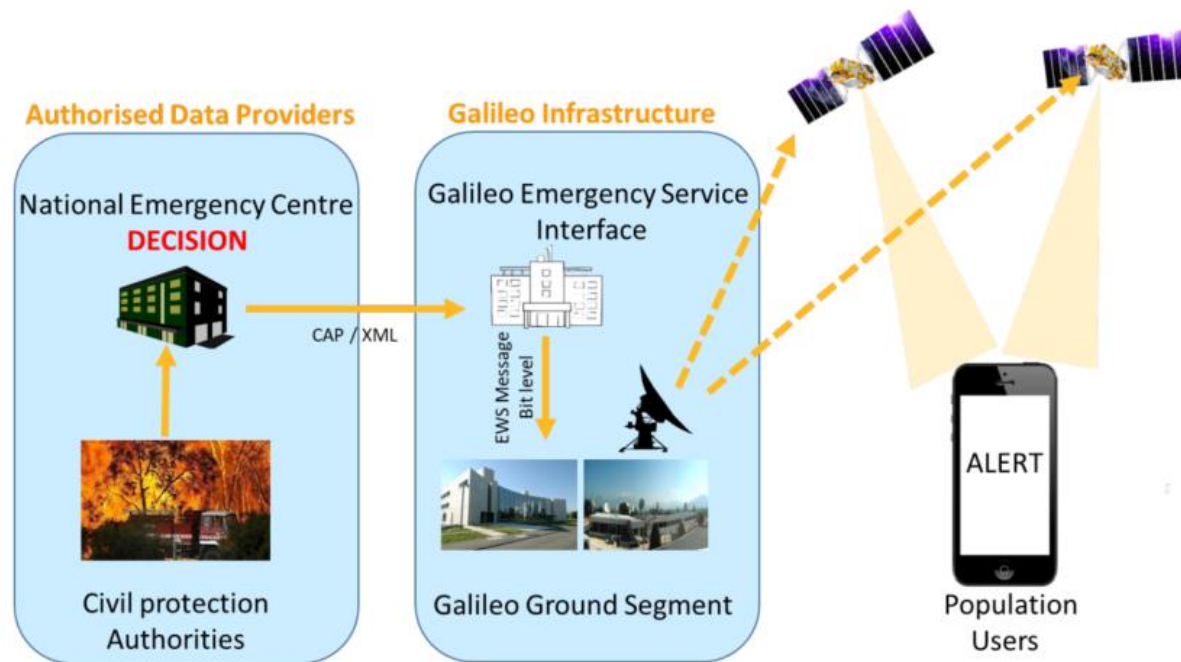 Authorised Data Providers
National Emergency Centre
DECISION
Civil protection
Authorities
CAP / XML
Galileo Infrastructure
Galileo Emergency Service
Interface
EWS Message
Bit level
Galileo Ground Segment
ALERT
Population
Users